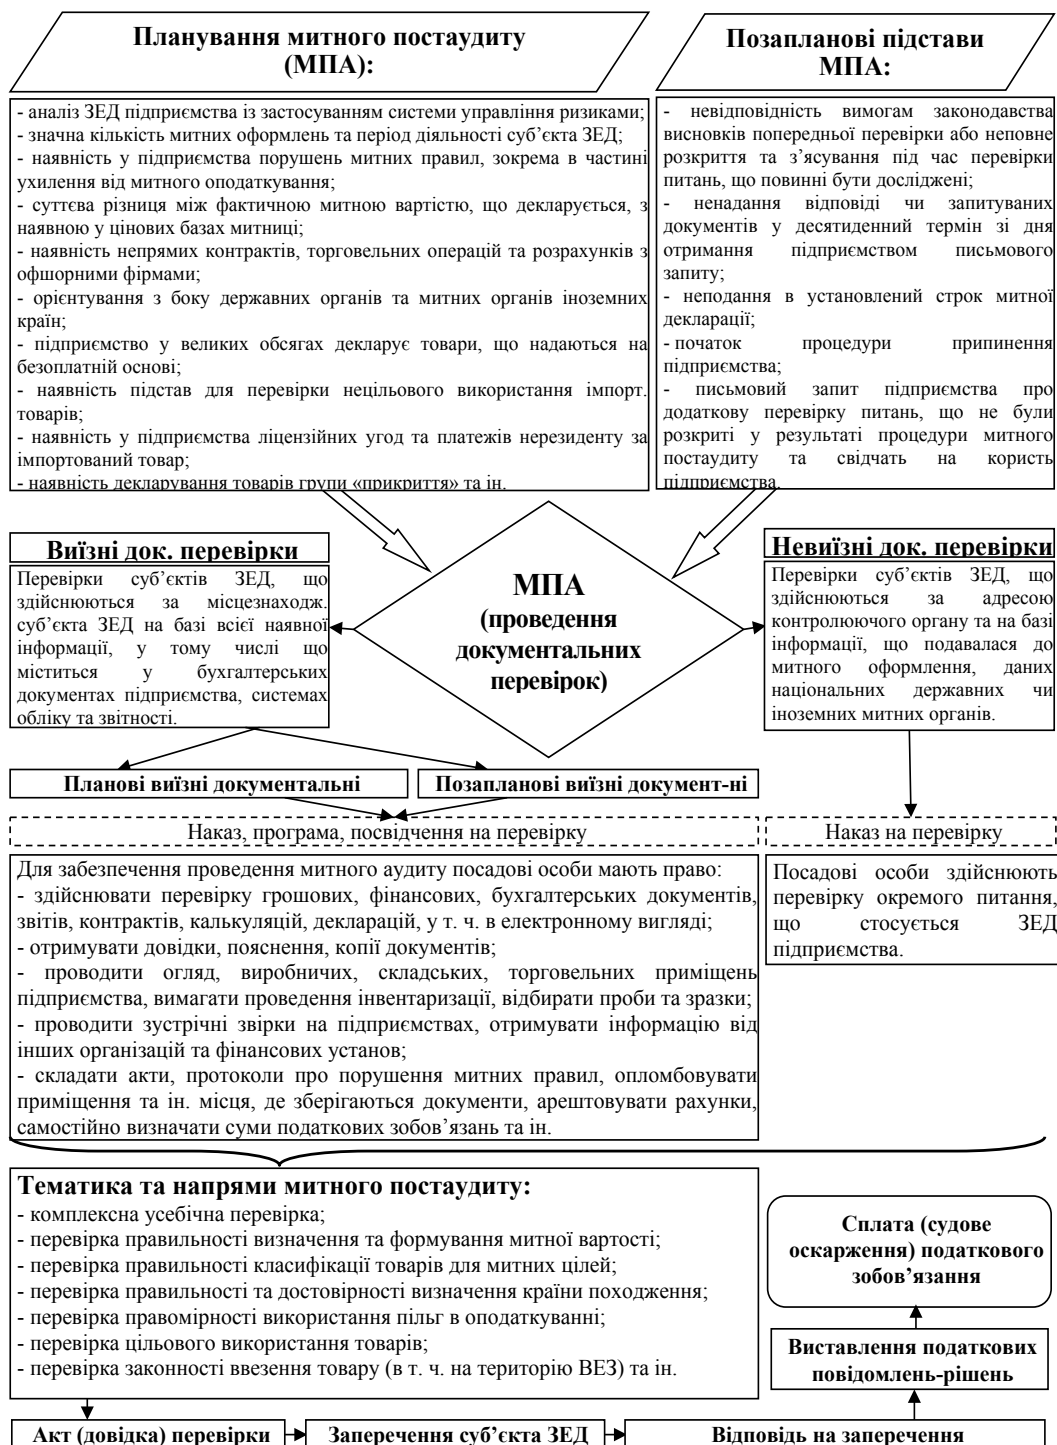 Планування митного постаудиту
(МПА):
Позапланові підстави
МПА:
- аналіз ЗЕД підприємства із застосуванням системи управління ризиками;
- значна кількість митних оформлень та період діяльності суб’єкта ЗЕД;
- наявність у підприємства порушень митних правил, зокрема в частині
ухилення від митного оподаткування;
- суттєва різниця між фактичною митною вартістю, що декларується, з
наявною у цінових базах митниці;
- наявність непрямих контрактів, торговельних операцій та розрахунків з
офшорними фірмами;
- орієнтування з боку державних органів та митних органів іноземних
країн;
- підприємство у великих обсягах декларує товари, що надаються на
безоплатній основі;
- наявність підстав для перевірки нецільового використання імпорт.
товарів;
- наявність у підприємства ліцензійних угод та платежів нерезиденту за
імпортований товар;
- наявність декларування товарів групи «прикриття» та ін.
- невідповідність вимогам законодавства
висновків попередньої перевірки або неповне
розкриття та з’ясування під час перевірки
питань, що повинні бути досліджені;
- ненадання відповіді чи запитуваних
документів у десятиденний термін зі дня
отримання підприємством письмового
запиту;
- неподання в установлений строк митної
декларації;
- початок процедури припинення
підприємства;
- письмовий запит підприємства про
додаткову перевірку питань, що не були
розкриті у результаті процедури митного
постаудиту та свідчать на користь
підприємства.
Виїзні док. перевірки
Перевірки суб’єктів ЗЕД, що
здійснюються за місцезнаходж.
суб’єкта ЗЕД на базі всієї наявної
інформації, у тому числі що
міститься у бухгалтерських
документах підприємства, системах
обліку та звітності.
МПА
(проведення
документальних
перевірок)
Невиїзні док. перевірки
Перевірки суб’єктів ЗЕД, що
здійснюються за адресою
контролюючого органу та на базі
інформації, що подавалася до
митного оформлення, даних
національних державних чи
іноземних митних органів.
Планові виїзні документальні
Позапланові виїзні документ-ні
Наказ, програма, посвідчення на перевірку
Наказ на перевірку
Для забезпечення проведення митного аудиту посадові особи мають право:
- здійснювати перевірку грошових, фінансових, бухгалтерських документів,
звітів, контрактів, калькуляцій, декларацій, у т. ч. в електронному вигляді;
- отримувати довідки, пояснення, копії документів;
- проводити огляд, виробничих, складських, торговельних приміщень
підприємства, вимагати проведення інвентаризації, відбирати проби та зразки;
- проводити зустрічні звірки на підприємствах, отримувати інформацію від
інших організацій та фінансових установ;
- складати акти, протоколи про порушення митних правил, опломбовувати
приміщення та ін. місця, де зберігаються документи, арештовувати рахунки,
самостійно визначати суми податкових зобов’язань та ін.
Посадові особи здійснюють
перевірку окремого питання,
що стосується ЗЕД
підприємства.
Тематика та напрями митного постаудиту:
- комплексна усебічна перевірка;
- перевірка правильності визначення та формування митної вартості;
- перевірка правильності класифікації товарів для митних цілей;
- перевірка правильності та достовірності визначення країни походження;
- перевірка правомірності використання пільг в оподаткуванні;
- перевірка цільового використання товарів;
- перевірка законності ввезення товару (в т. ч. на територію ВЕЗ) та ін.
Сплата (судове
оскарження) податкового
зобов’язання
Виставлення податкових
повідомлень-рішень
Акт (довідка) перевірки
Заперечення суб’єкта ЗЕД
Відповідь на заперечення